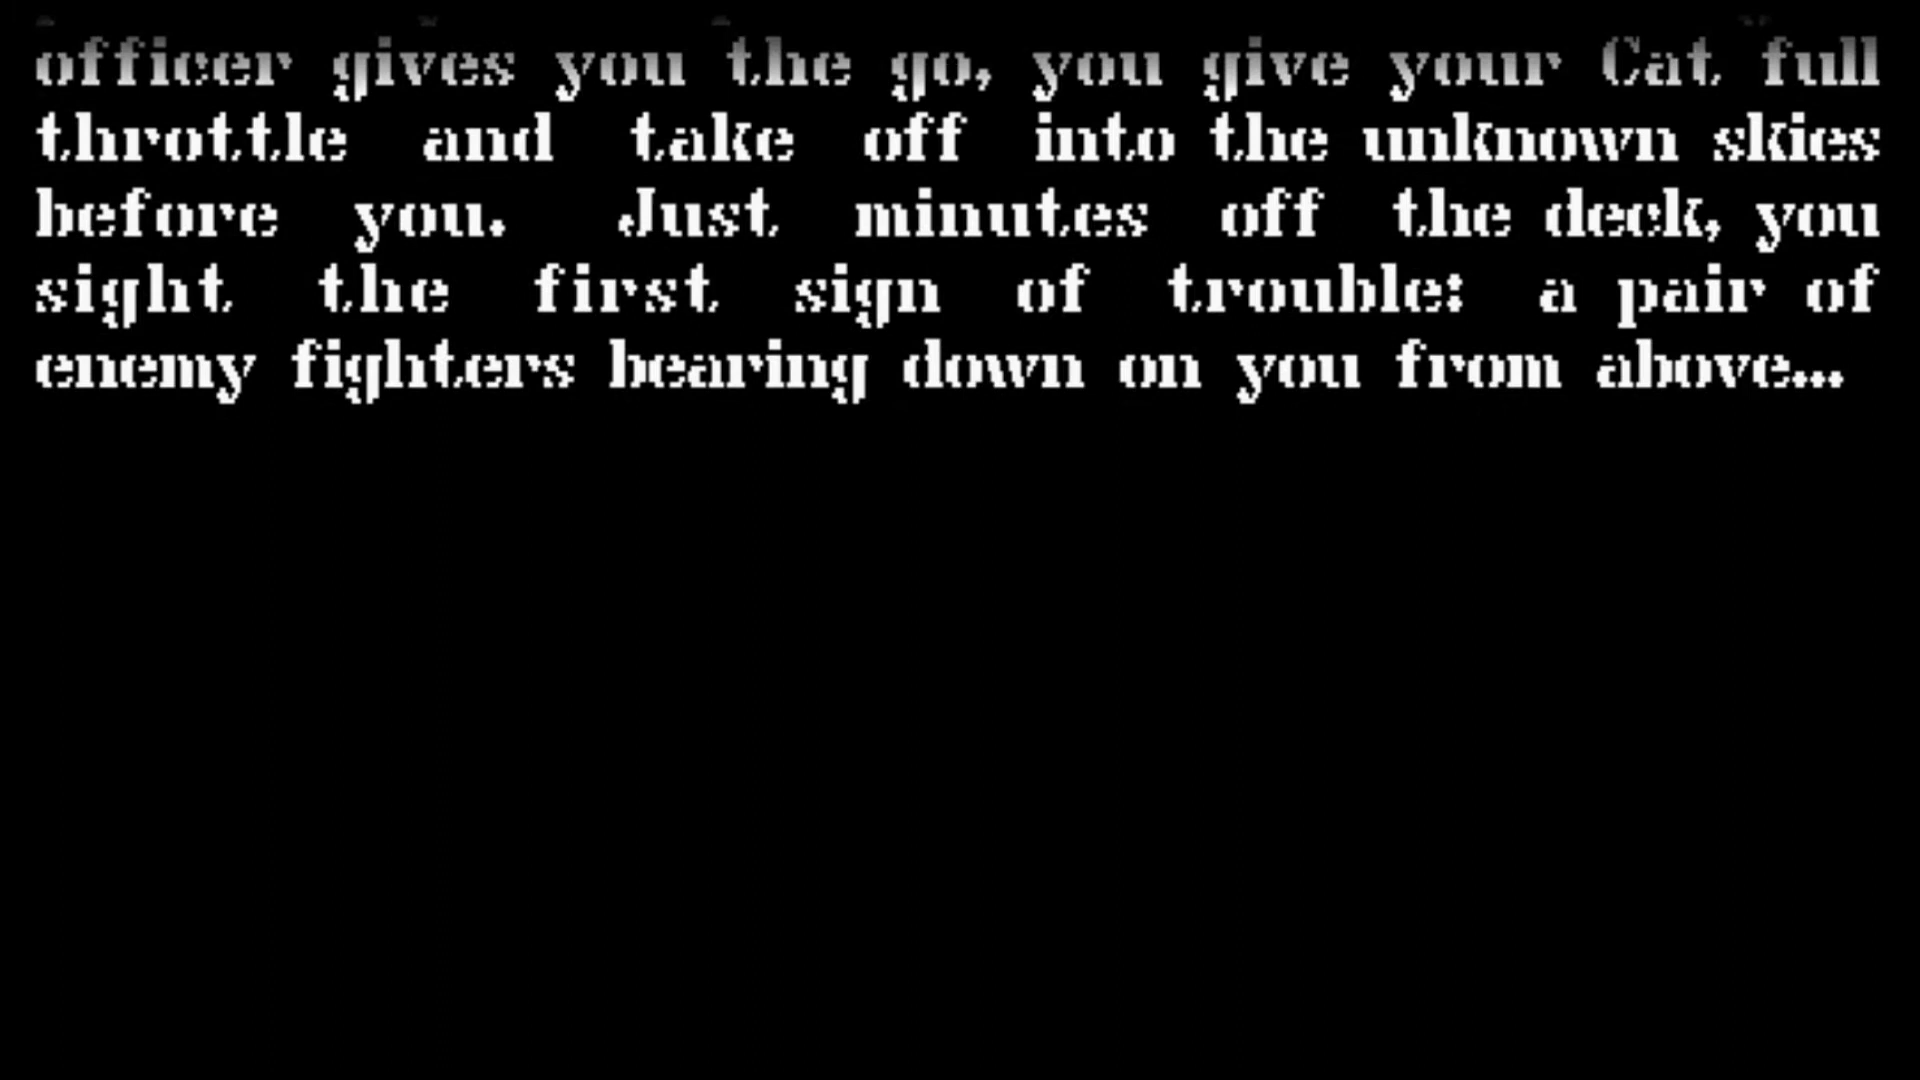 officer gives you the go, you give your Cat full
throttle and take off into the unknown skies
before you. Just minutes off the deck, you
sight the first sign of trouble: a pair of
enemy fighters bearing down on you from above...